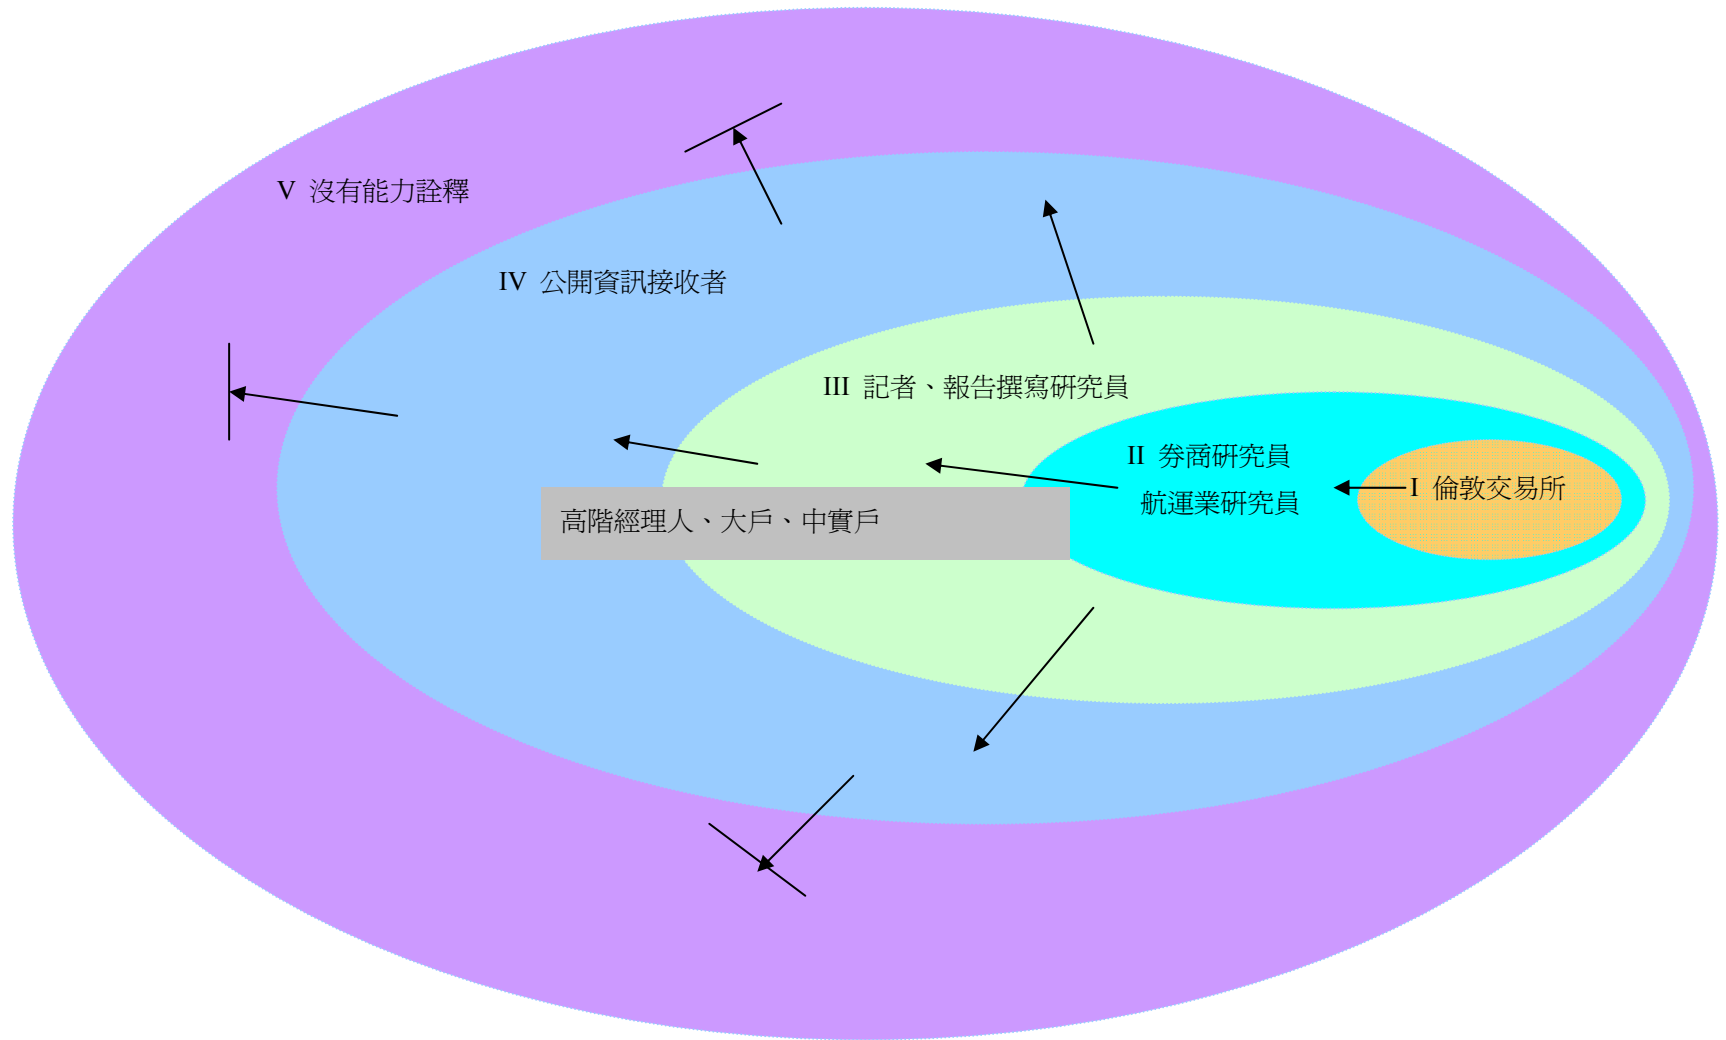 V 沒有能力詮釋
IV 公開資訊接收者
III 記者、報告撰寫研究員
II 券商研究員
航運業研究員
I 倫敦交易所
高階經理人、大戶、中實戶